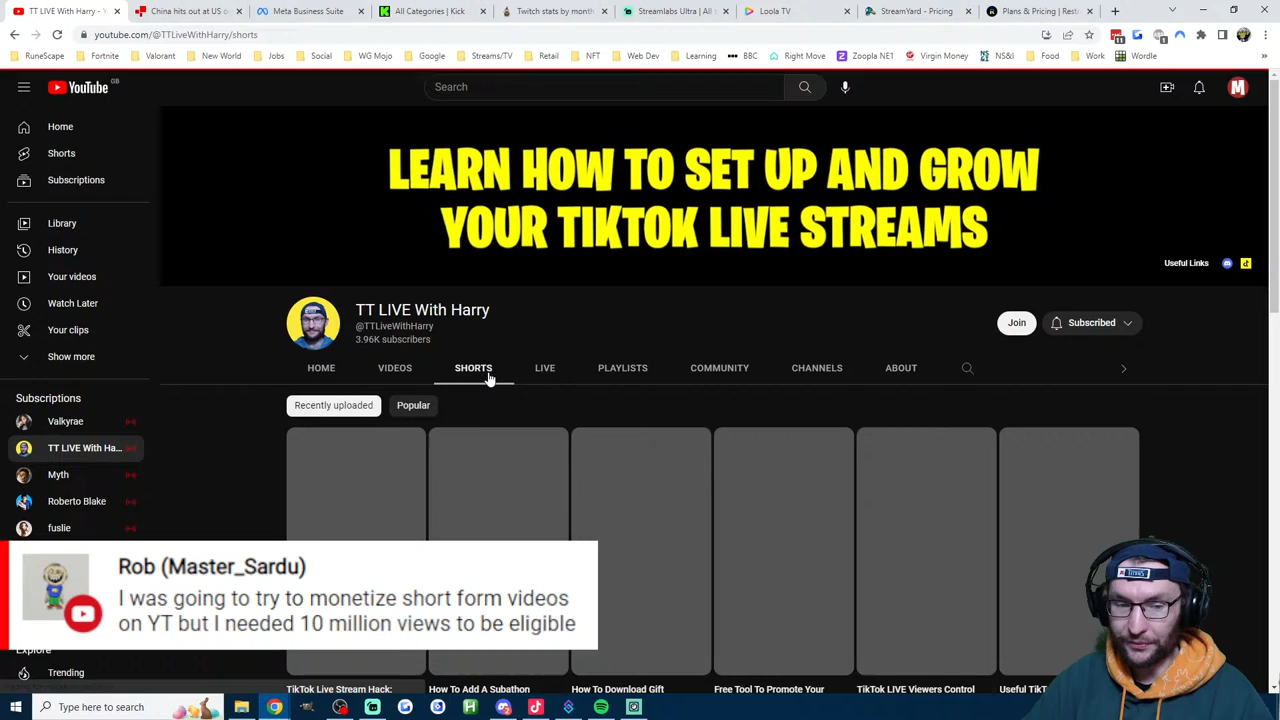 TT LIVE With Harry - YouTub
China hits out at US oi
Meta Business Suite
All Categories | Kick
Twitch stats by month
Streamlabs Ultra | All s
Loola TV
StreamYard - Pricing
Plans & Pricing | Rest
youtube.com/@TTLiveWithHarry/shorts
RuneScape
Fortnite
Valorant
New
Jobs
Social
WG Mojo
Google
Streams/TV
Retail
NFT
Web Dev
Learning
BBC
Right Move
Zoopla NE1
Virgin Money
NS&I
Food
Work
Wordle
YouTube GB
Search
M
Home
Shorts
Subscriptions
Library
History
Your videos
Watch Later
Your clips
Show more
Subscriptions
Valkyrae
TT LIVE With Ha...
Myth
Roberto Blake
fuslie
Explore
Trending
LEARN HOW TO SET UP AND GROW
YOUR TIKTOK LIVE STREAMS
Useful Links
TT LIVE With Harry
@TTLiveWithHarry
3.96K subscribers
Join
Subscribed
HOME
VIDEOS
SHORTS
LIVE
PLAYLISTS
COMMUNITY
CHANNELS
ABOUT
Recently uploaded
Popular
Rob (Master_Sardu)
I was going to try to monetize short form videos
on YT but I needed 10 million views to be eligible
TikTok Live Stream Hack:
How To Add A Subathon
How To Download Gift
Free Tool To Promote Your
TikTok LIVE Viewers Control
Useful TikT
Type here to search